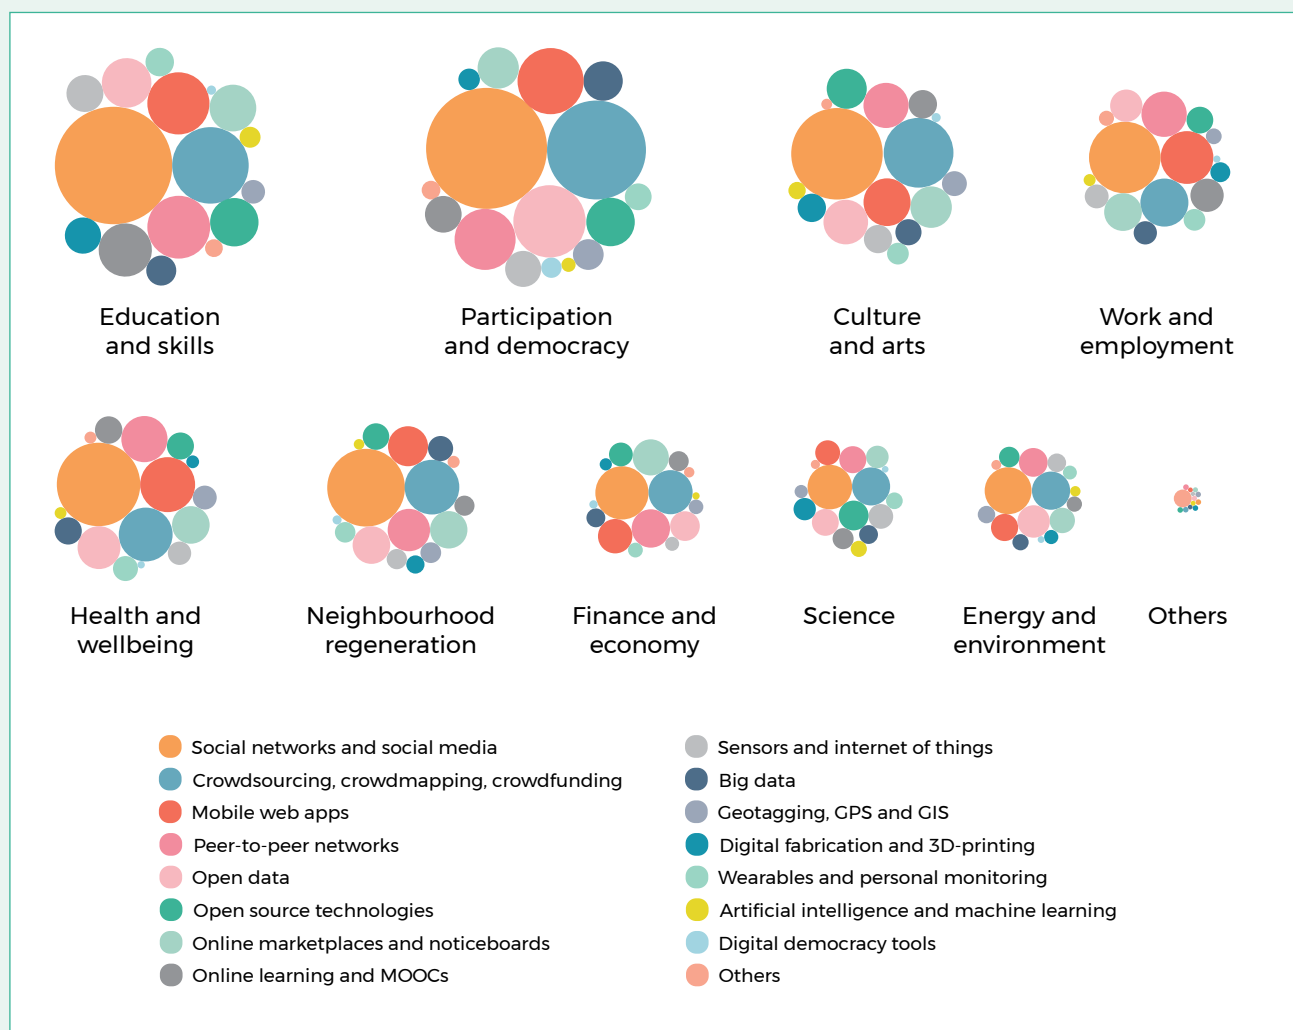 Education
and skills
Participation
and democracy
Culture
and arts
Work and
employment
Health and
wellbeing
Neighbourhood
regeneration
Finance and
economy
Science
Energy and
environment
Others
Social networks and social media
Crowdsourcing, crowdmapping, crowdfunding
Mobile web apps
Peer-to-peer networks
Open data
Open source technologies
Online marketplaces and noticeboards
Online learning and MOOCs
Sensors and internet of things
Big data
Geotagging, GPS and GIS
Digital fabrication and 3D-printing
Wearables and personal monitoring
Artificial intelligence and machine learning
Digital democracy tools
Others